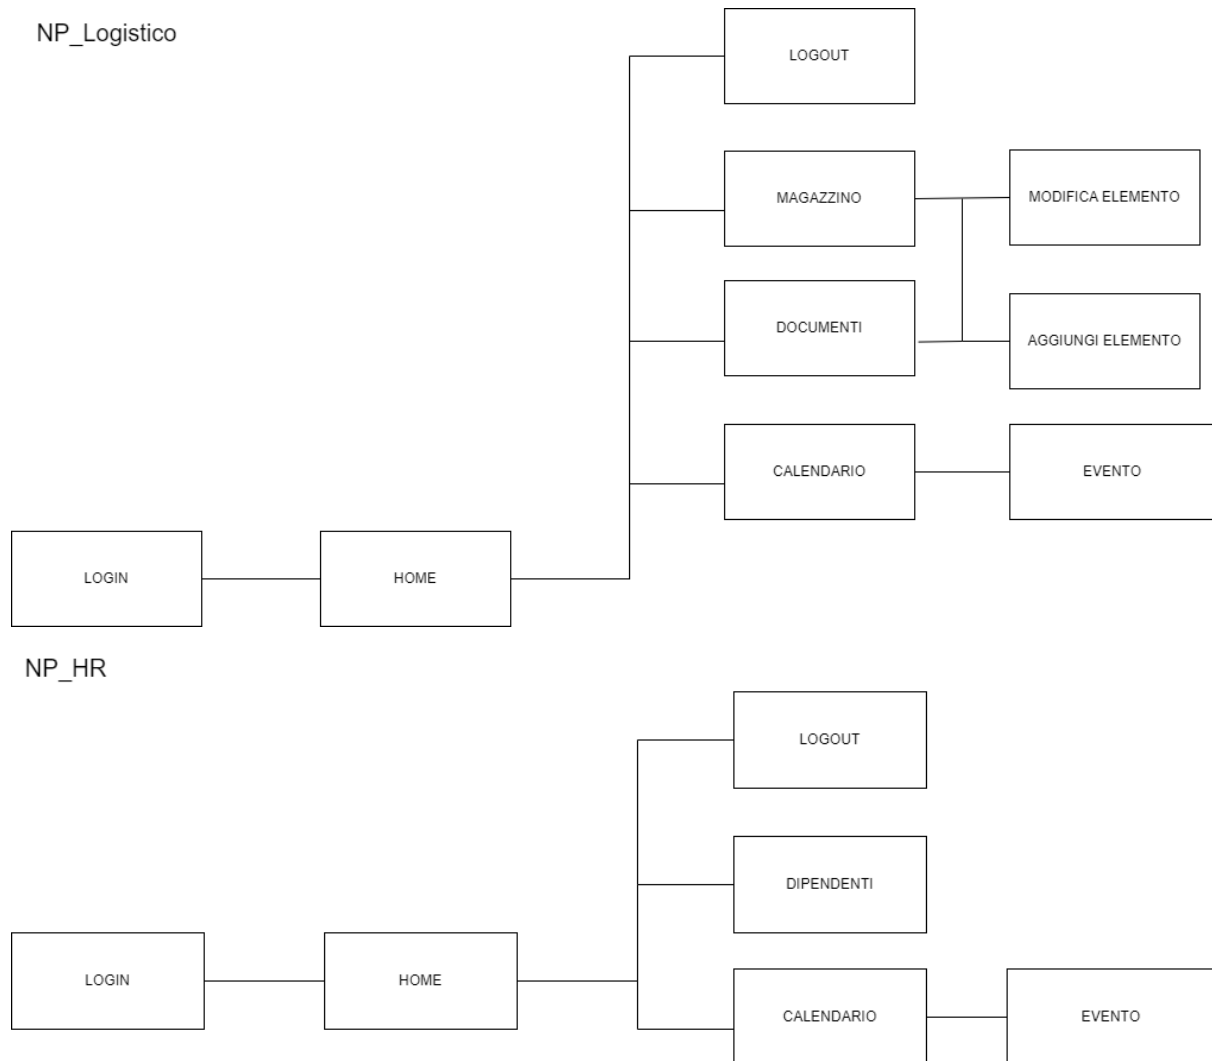 NP_Logistico
LOGOUT
MAGAZZINO
MODIFICA ELEMENTO
DOCUMENTI
AGGIUNGI ELEMENTO
CALENDARIO
EVENTO
LOGIN
HOME
NP_HR
LOGOUT
DIPENDENTI
LOGIN
HOME
CALENDARIO
EVENTO